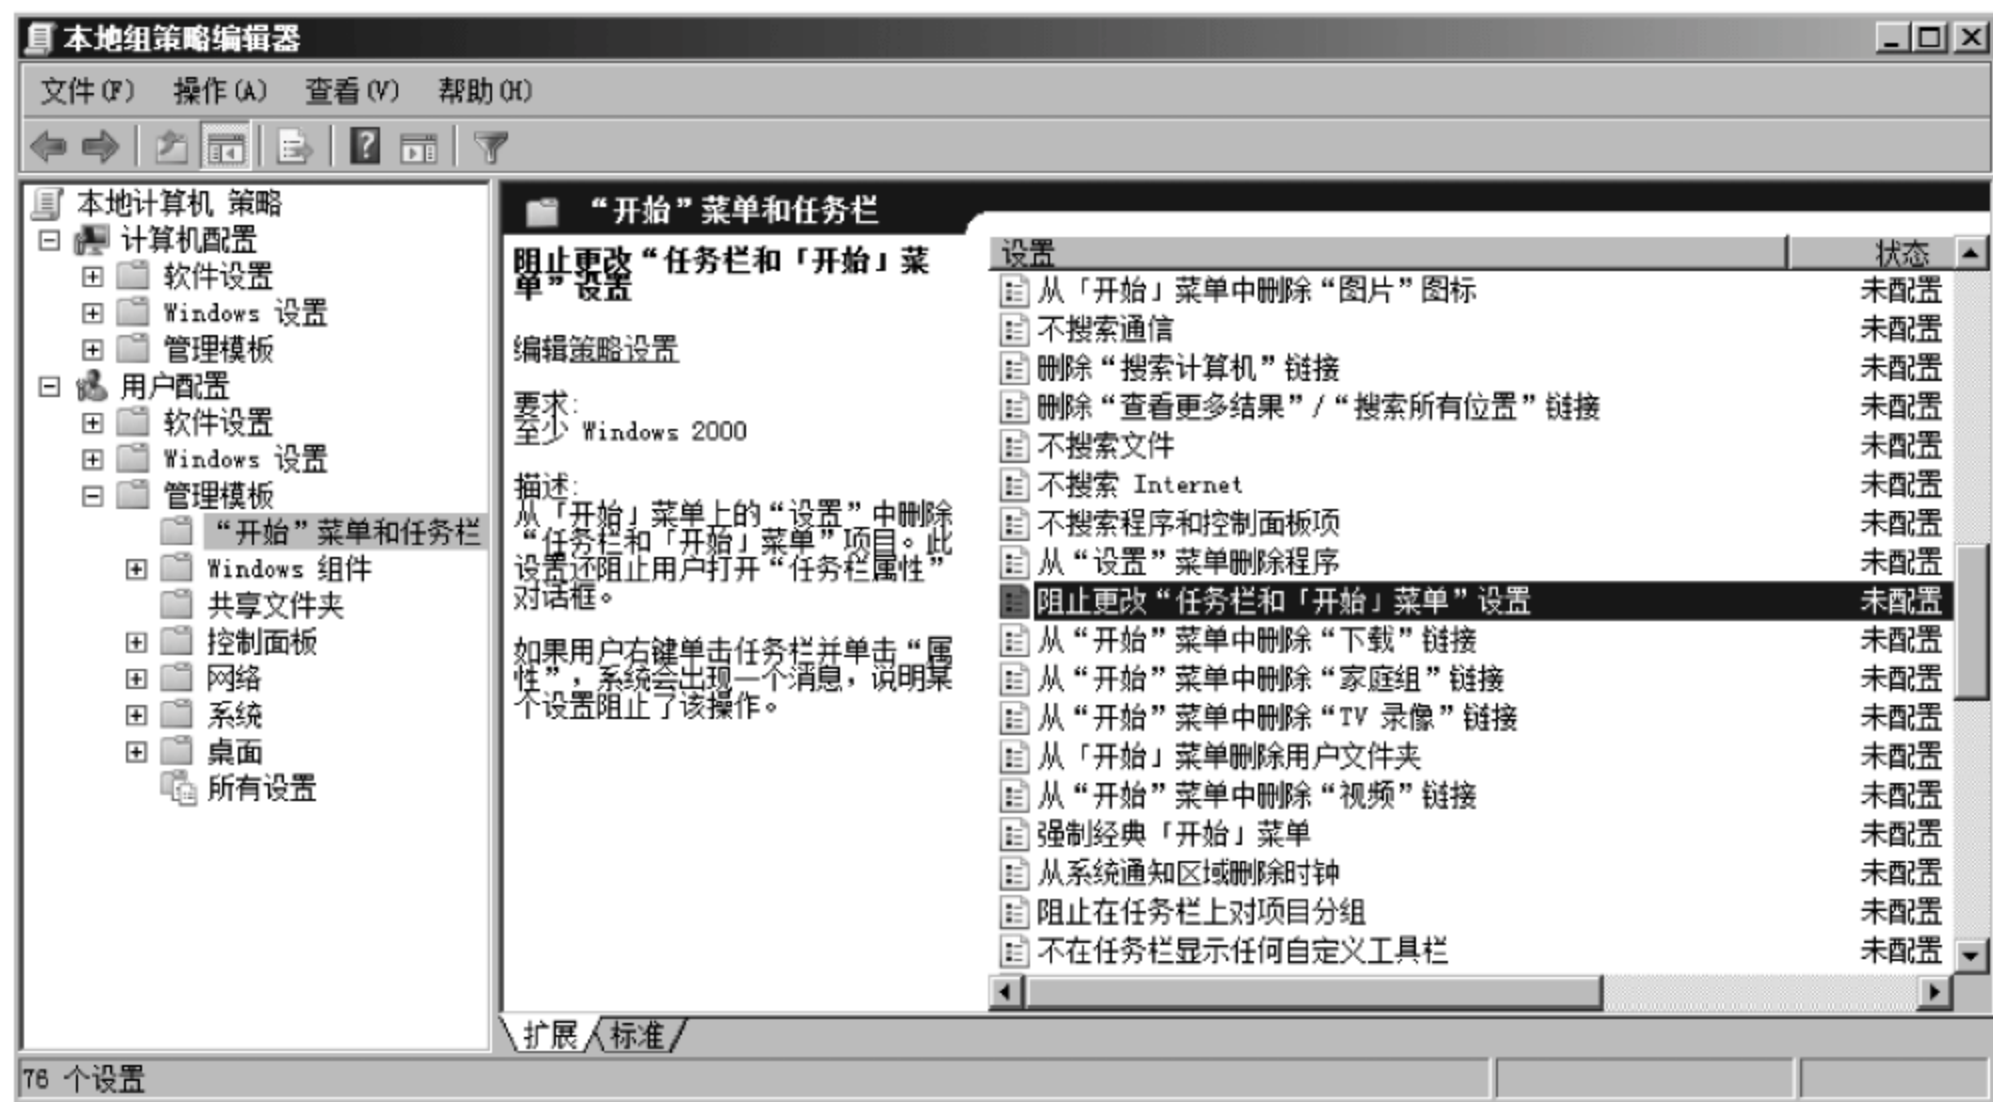 本地组策略编辑器
文件(F) 操作(A) 查看(V) 帮助(H)
本地计算机 策略
计算机配置
软件设置
Windows 设置
管理模板
用户配置
软件设置
Windows 设置
管理模板
“开始”菜单和任务栏
Windows 组件
共享文件夹
控制面板
网络
系统
桌面
所有设置
“开始”菜单和任务栏
阻止更改“任务栏和「开始」菜
单”设置
编辑策略设置
要求:
至少 Windows 2000
描述:
从「开始」菜单上的“设置”中删除
“任务栏和「开始」菜单”项目。此
设置还阻止用户打开“任务栏属性”
对话框。
如果用户右键单击任务栏并单击“属
性”，系统会出现一个消息，说明某
个设置阻止了该操作。
设置 状态
从「开始」菜单中删除“图片”图标 未配置
不搜索通信 未配置
删除“搜索计算机”链接 未配置
删除“查看更多结果”/“搜索所有位置”链接 未配置
不搜索文件 未配置
不搜索 Internet 未配置
不搜索程序和控制面板项 未配置
从“设置”菜单删除程序 未配置
阻止更改“任务栏和「开始」菜单”设置 未配置
从“开始”菜单中删除“下载”链接 未配置
从“开始”菜单中删除“家庭组”链接 未配置
从“开始”菜单中删除“TV 录像”链接 未配置
从「开始」菜单删除用户文件夹 未配置
从“开始”菜单中删除“视频”链接 未配置
强制经典「开始」菜单 未配置
从系统通知区域删除时钟 未配置
阻止在任务栏上对项目分组 未配置
不在任务栏显示任何自定义工具栏 未配置
扩展 标准
76 个设置